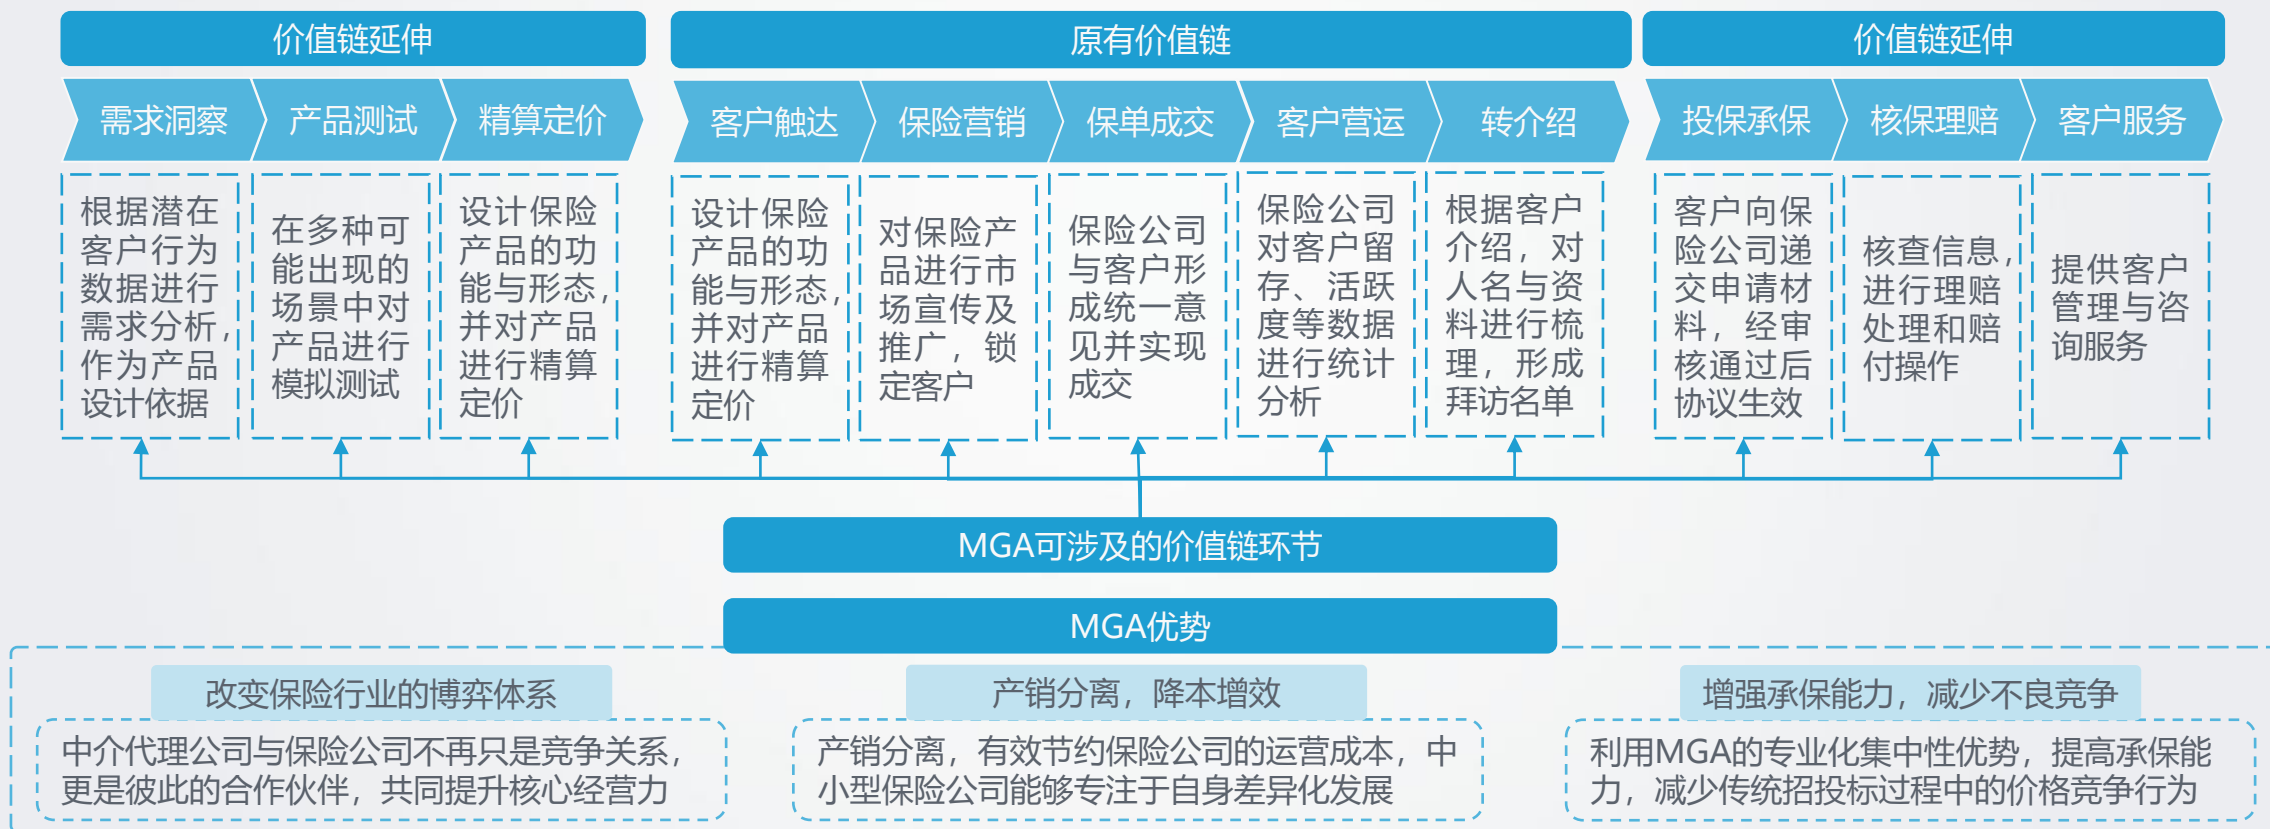 价值链延伸
原有价值链
价值链延伸
需求洞察
产品测试
精算定价
客户触达
保险营销
保单成交
客户营运
转介绍
投保承保
核保理赔
客户服务
根据潜在
客户行为
数据进行
需求分析，
作为产品
设计依据
在多种可
能出现的
场景中对
产品进行
模拟测试
设计保险
产品的功
能与形态，
并对产品
进行精算
定价
设计保险
产品的功
能与形态，
并对产品
进行精算
定价
对保险产
品进行市
场宣传及
推广，锁
定客户
保险公司
与客户形
成统一意
见并实现
成交
保险公司
对客户留
存、活跃
度等数据
进行统计
分析
根据客户
介绍，对
人名与资
料进行梳
理，形成
拜访名单
客户向保
险公司递
交申请材
料，经审
核通过后
协议生效
核查信息，
进行理赔
处理和赔
付操作
提供客户
管理与咨
询服务
MGA可涉及的价值链环节
MGA优势
改变保险行业的博弈体系
中介代理公司与保险公司不再只是竞争关系，
更是彼此的合作伙伴，共同提升核心经营力
产销分离，降本增效
产销分离，有效节约保险公司的运营成本，中
小型保险公司能够专注于自身差异化发展
增强承保能力，减少不良竞争
利用MGA的专业化集中性优势，提高承保能
力，减少传统招投标过程中的价格竞争行为